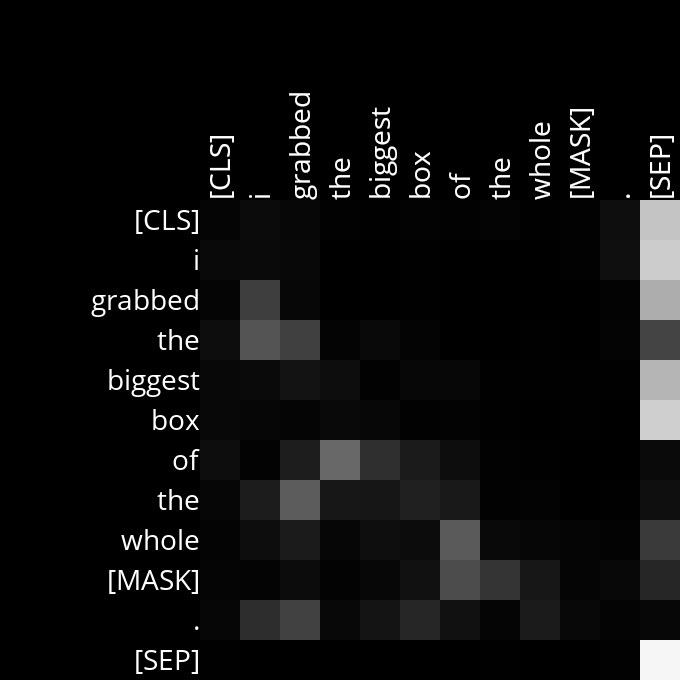 [CLS] i grabbed the biggest box of the whole [MASK] . [SEP]
[CLS]
i
grabbed
the
biggest
box
of
the
whole
[MASK]
.
[SEP]